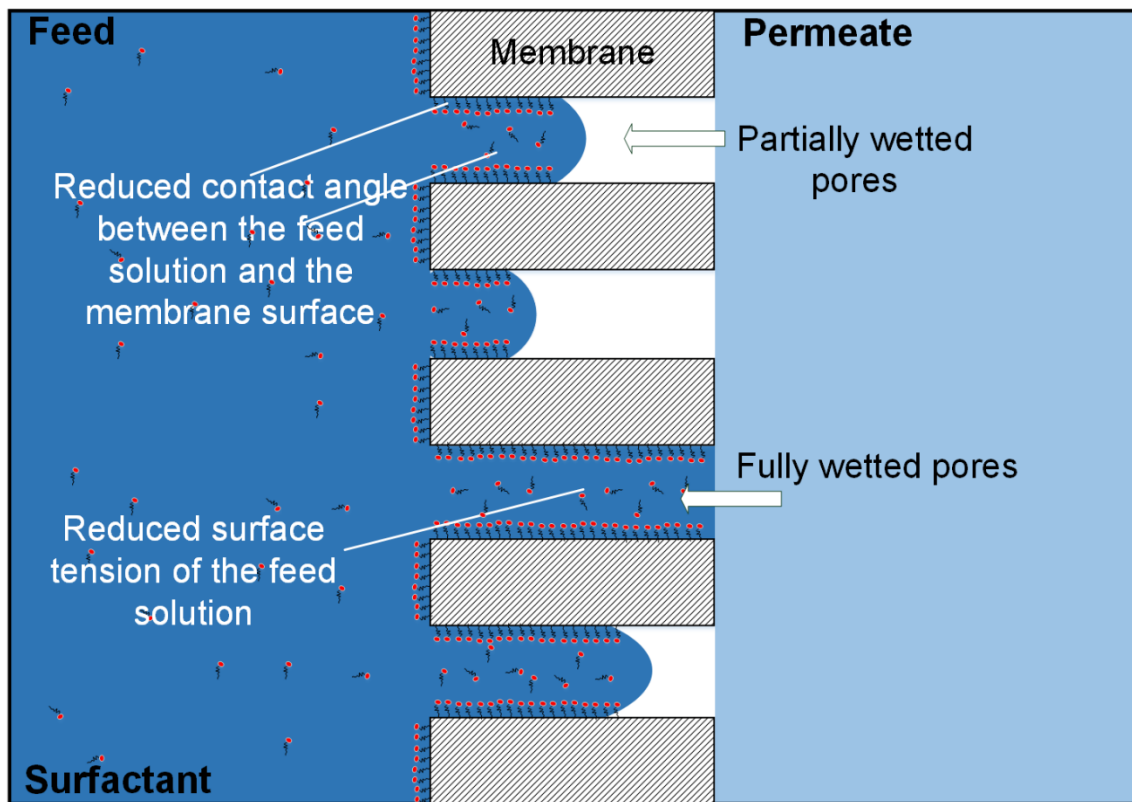 Feed
Membrane
Permeate
Partially wetted
pores
Reduced contact angle
between the feed
solution and the
membrane surface
Fully wetted pores
Reduced surface
tension of the feed
solution
Surfactant